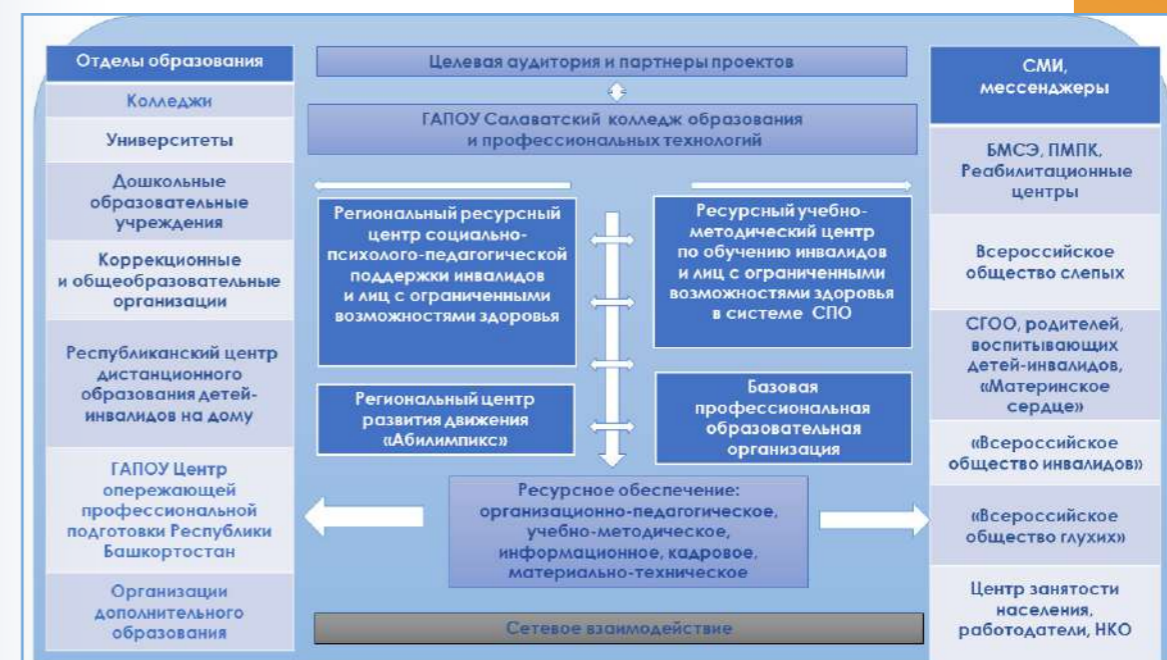 Отделы образования
Колледжи
Университеты
Дошкольные
образовательные
учреждения
Коррекционные
и общеобразовательные
организации
Республиканский центр
дистанционного
образования детей-
инвалидов на дому
ГАПОУ Центр
опережающей
профессиональной
подготовки Республики
Башкортостан
Организации
дополнительного
образования
Целевая аудитория и партнеры проектов
ГАПОУ Салаватский колледж образования
и профессиональных технологий
Региональный ресурсный
центр социально-
психолого-педагогической
поддержки инвалидов
и лиц с ограниченными
возможностями здоровья
Ресурсный учебно-
методический центр
по обучению инвалидов
и лиц с ограниченными
возможностями здоровья
в системе СПО
Региональный центр
развития движения
«Абилимпикс»
Базовая
профессиональная
образовательная
организация
Ресурсное обеспечение:
организационно-педагогическое,
учебно-методическое,
информационное, кадровое,
материально-техническое
Сетевое взаимодействие
СМИ,
мессенджеры
БМСЭ, ПМПК,
Реабилитационные
центры
Всероссийское
общество слепых
СГОО, родителей,
воспитывающих
детей-инвалидов,
«Материнское
сердце»
«Всероссийское
общество инвалидов»
«Всероссийское
общество глухих»
Центр занятости
населения,
работодатели, НКО